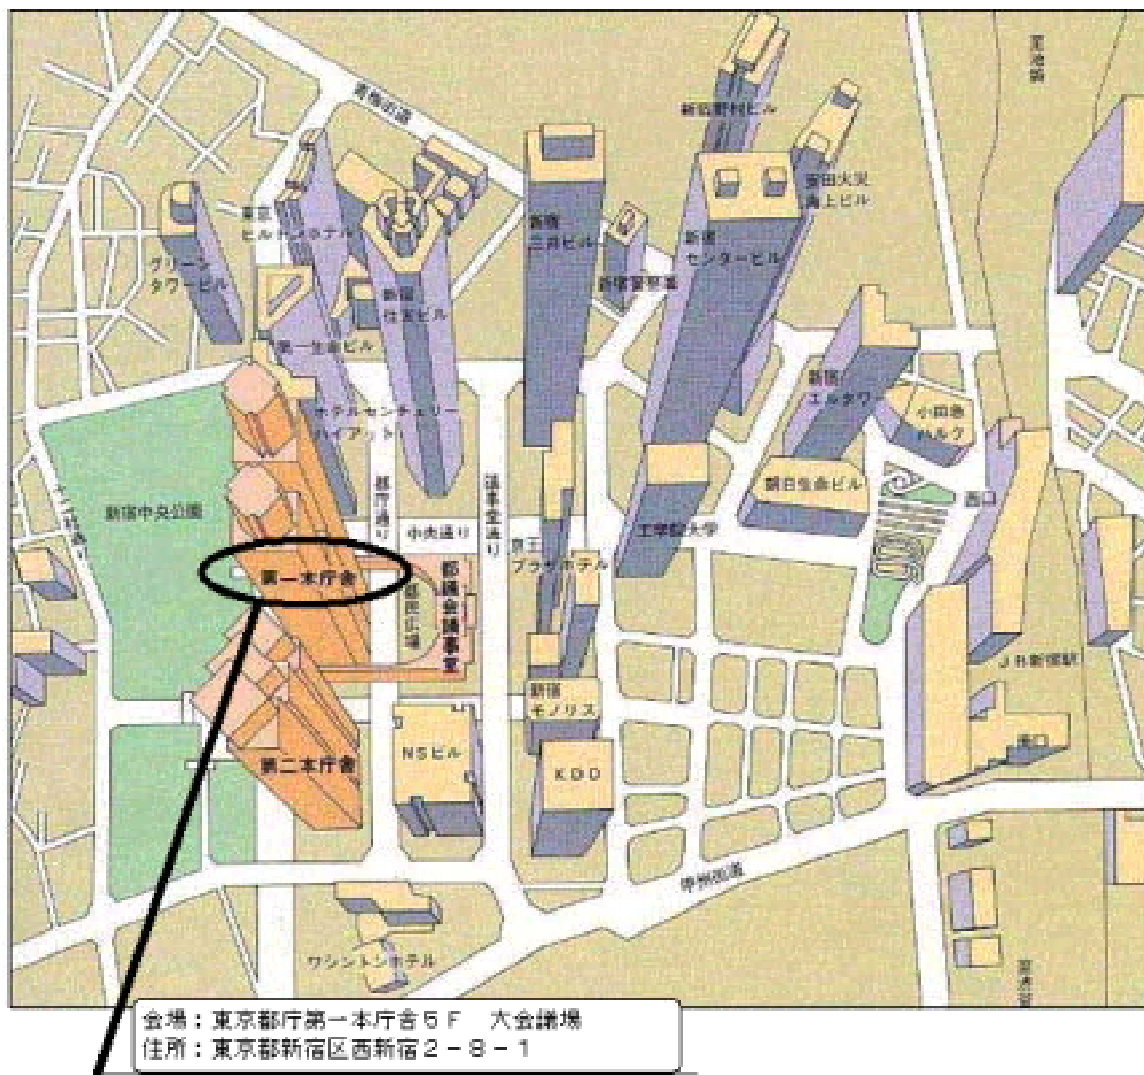 青梅街道
新宿野村ビル
安田火災
海上ビル
東京
ヒルトンホテル
グリーン
タワービル
新宿
三井ビル
新宿
センタービル
新宿警察署
新宿
住友ビル
第一生命ビル
新宿
エルタワー
小田急
ハルク
ホテルセンチュリー
ハイアット
朝日生命ビル
西口
新宿中央公園
都庁通り
議事堂通り
中央通り
工学院大学
京王
プラザホテル
第一本庁舎
都民広場
都議会議事堂
JR新宿駅
新宿
モノリス
南口
NSビル
KDD
第二本庁舎
甲州街道
ワシントンホテル
会場:東京都庁第一本庁舎5F 大会議場
住所:東京都新宿区西新宿2-8-1